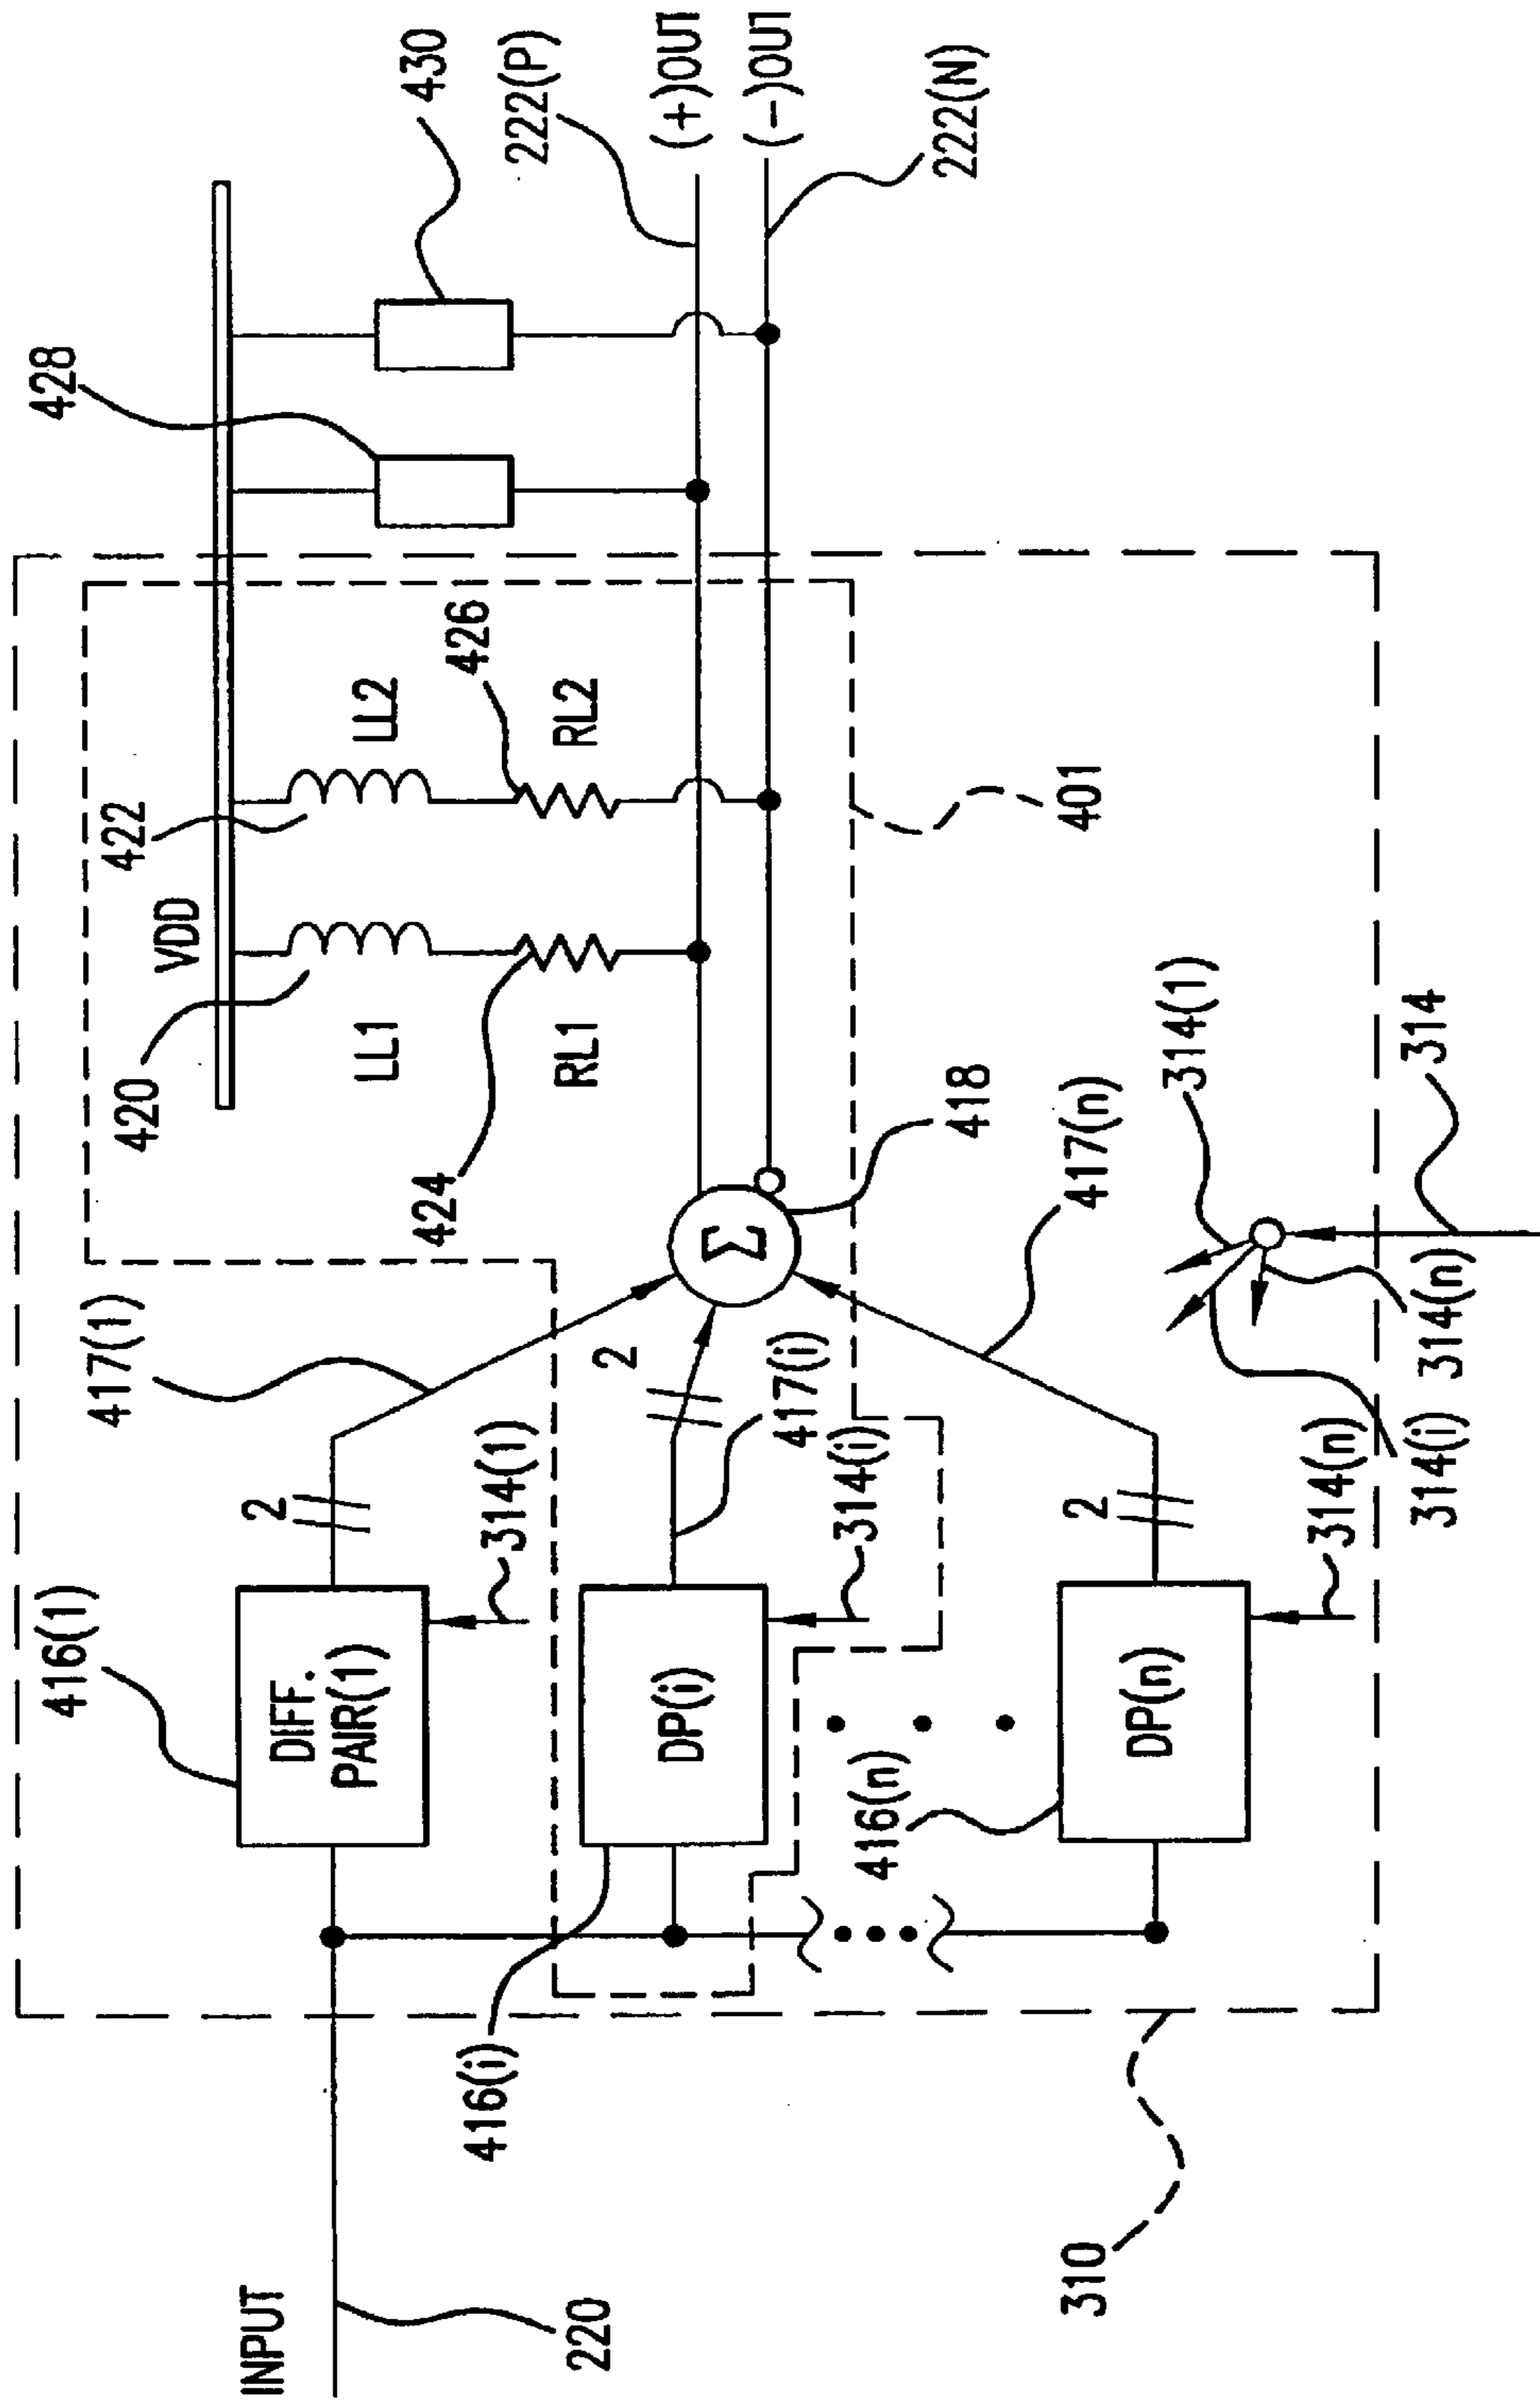 INPUT
220
310
416(1)
DIFF.
PAIR(1)
2
417(1)
314(1)
416(i)
DP(i)
2
417(i)
314(i)
416(n)
DP(n)
2
417(n)
314(n)
Σ
418
VDD
420
422
LL1
LL2
424
426
RL1
RL2
401
314(1)
314(n)
314(i)
314
428
430
222(P)
(+)OUT
(-)OUT
222(N)